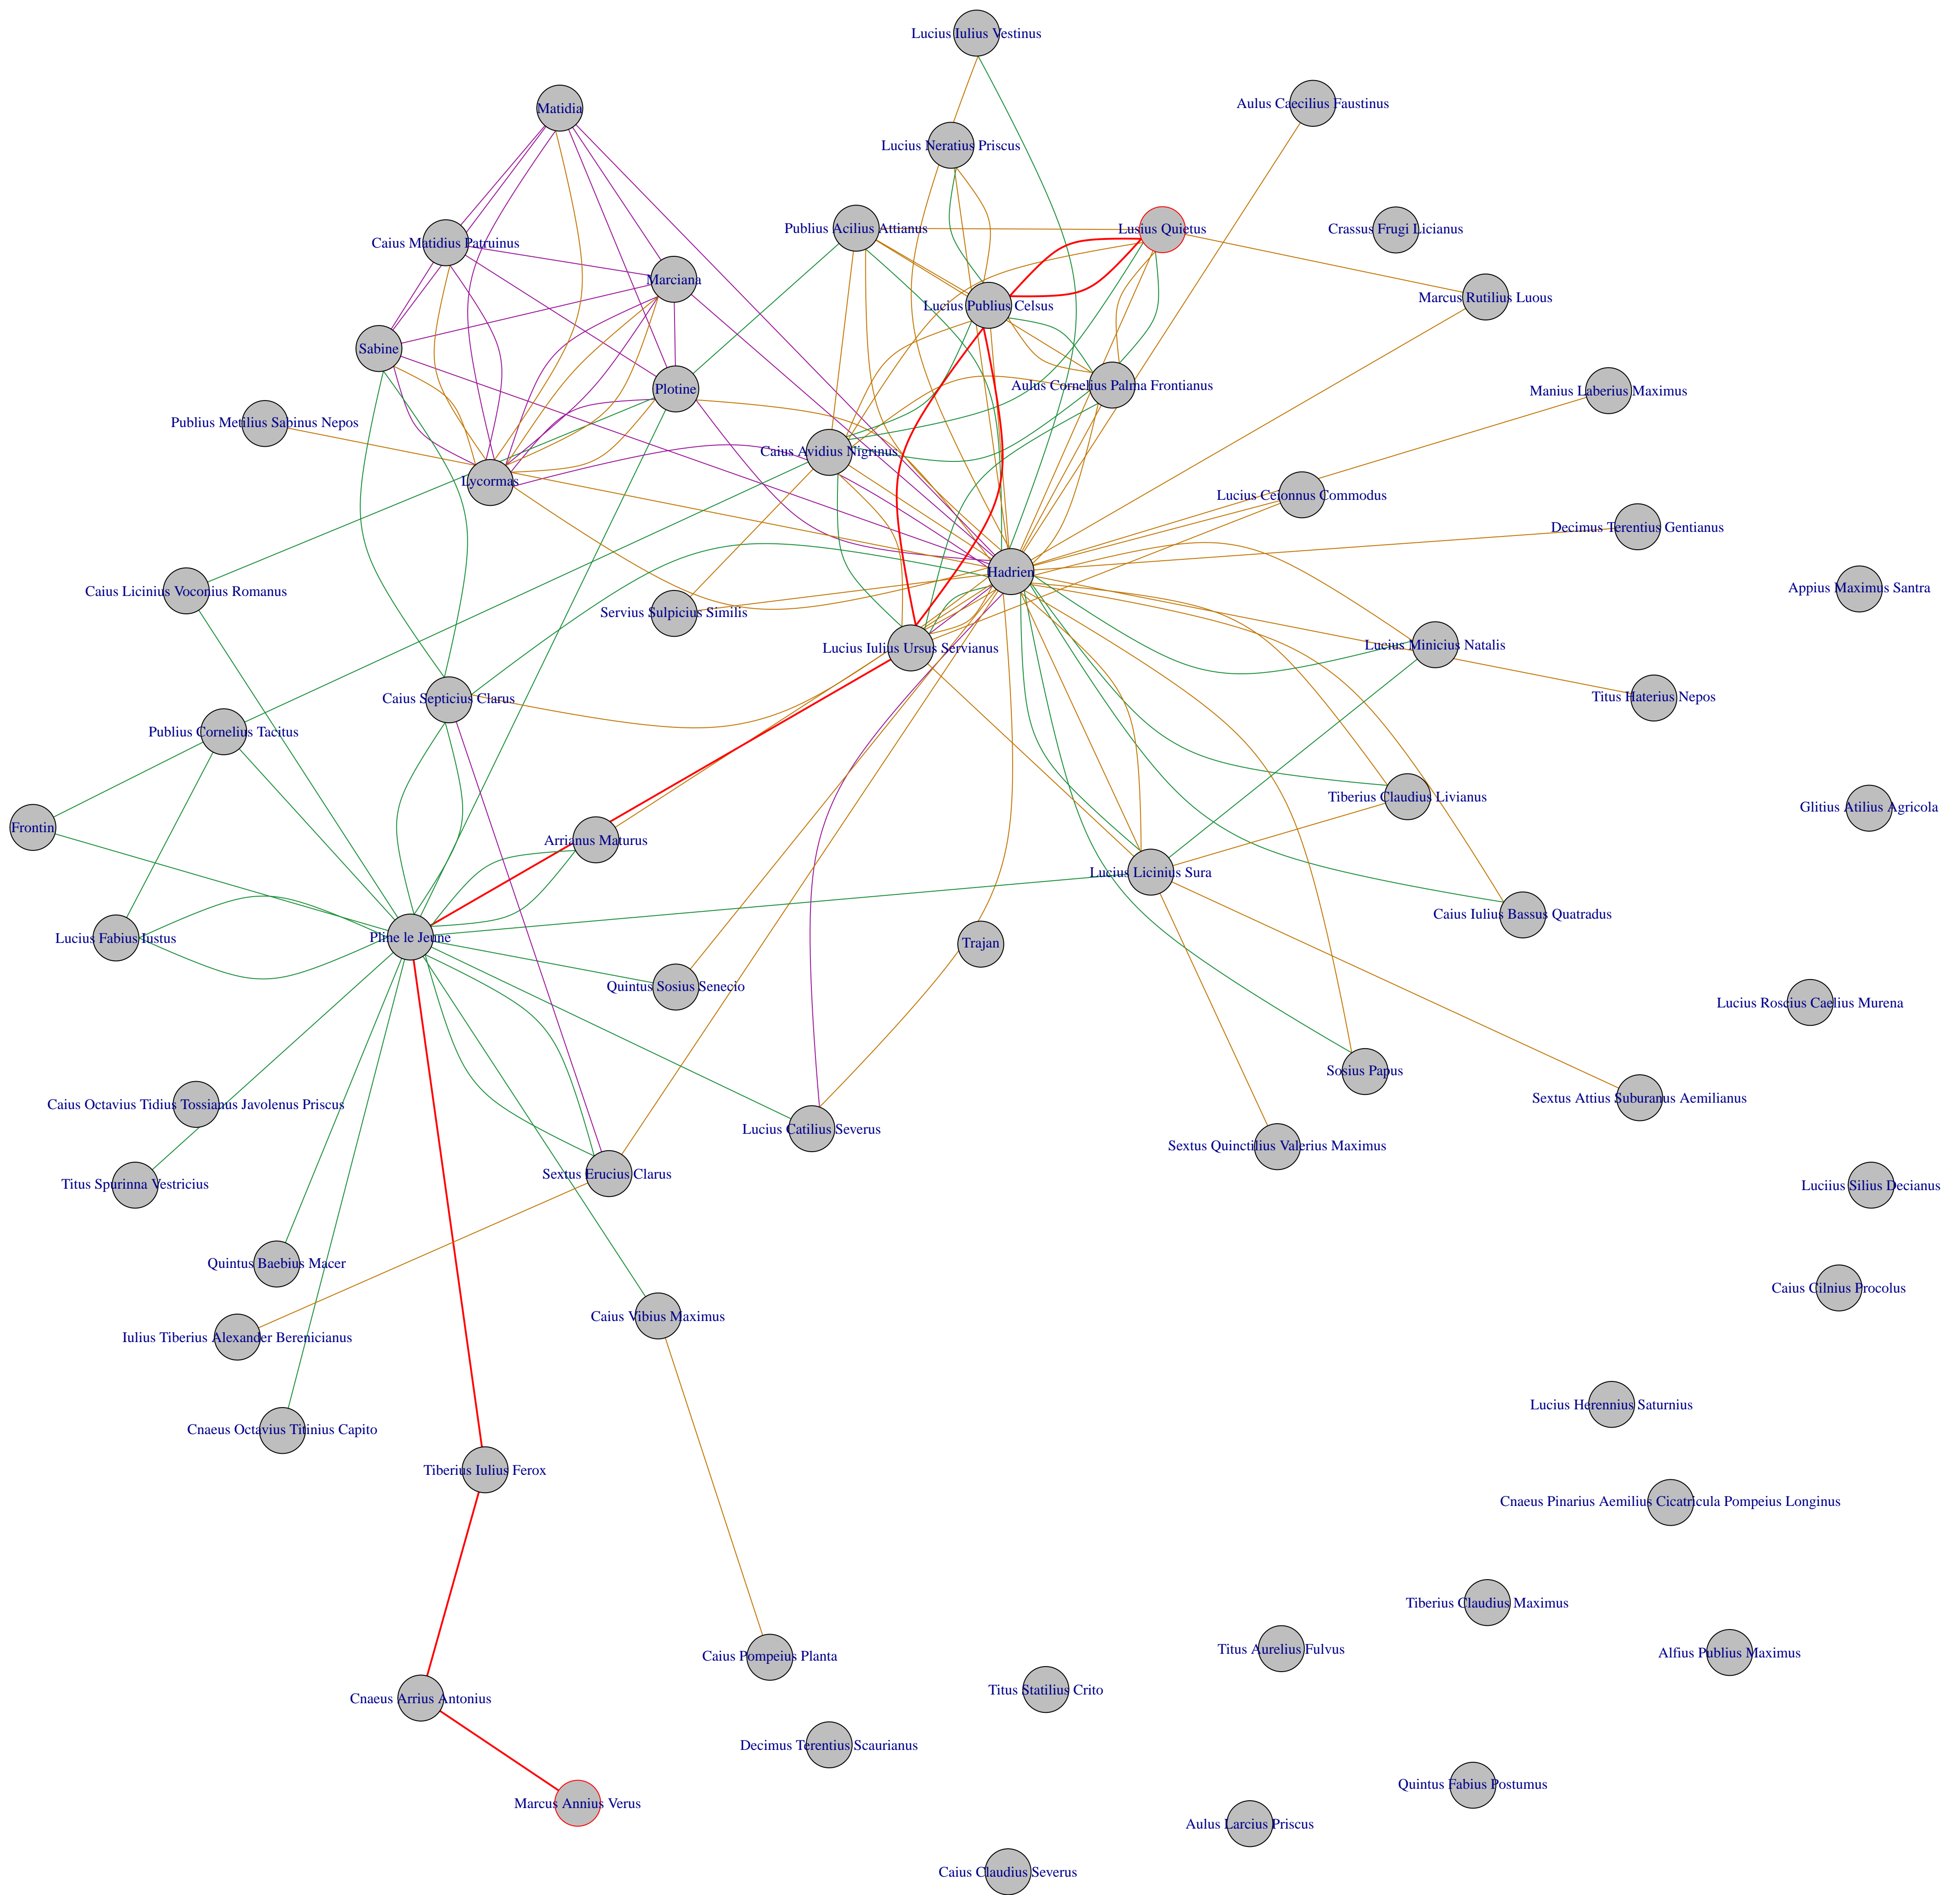 Lucius Iulius Vestinus
Aulus Caecilius Faustinus
Matidia
Lucius Neratius Priscus
Publius Acilius Attianus
Lusius Quietus
Crassus Frugi Licianus
Caius Matidius Patruinus
Marciana
Marcus Rutilius Luous
Lucius Publius Celsus
Sabine
Plotine
Aulus Cornelius Palma Frontianus
Manius Laberius Maximus
Publius Metilius Sabinus Nepos
Caius Avidius Nigrinus
Lycormas
Lucius Ceionnus Commodus
Decimus Terentius Gentianus
Hadrien
Caius Licinius Voconius Romanus
Appius Maximus Santra
Servius Sulpicius Similis
Lucius Iulius Ursus Servianus
Lucius Minicius Natalis
Caius Septicius Clarus
Titus Haterius Nepos
Publius Cornelius Tacitus
Tiberius Claudius Livianus
Glitius Atilius Agricola
Frontin
Arrianus Maturus
Lucius Licinius Sura
Caius Iulius Bassus Quatradus
Lucius Fabius Iustus
Pline le Jeune
Trajan
Quintus Sosius Senecio
Lucius Roscius Caelius Murena
Sosius Papus
Sextus Attius Suburanus Aemilianus
Caius Octavius Tidius Tossianus Javolenus Priscus
Lucius Catilius Severus
Sextus Quinctilius Valerius Maximus
Sextus Erucius Clarus
Titus Spurinna Vestricius
Luciius Silius Decianus
Quintus Baebius Macer
Caius Cilnius Procolus
Caius Vibius Maximus
Iulius Tiberius Alexander Berenicianus
Lucius Herennius Saturnius
Cnaeus Octavius Titinius Capito
Tiberius Iulius Ferox
Cnaeus Pinarius Aemilius Cicatricula Pompeius Longinus
Tiberius Claudius Maximus
Titus Aurelius Fulvus
Alfius Publius Maximus
Caius Pompeius Planta
Titus Statilius Crito
Cnaeus Arrius Antonius
Decimus Terentius Scaurianus
Quintus Fabius Postumus
Marcus Annius Verus
Aulus Larcius Priscus
Caius Claudius Severus